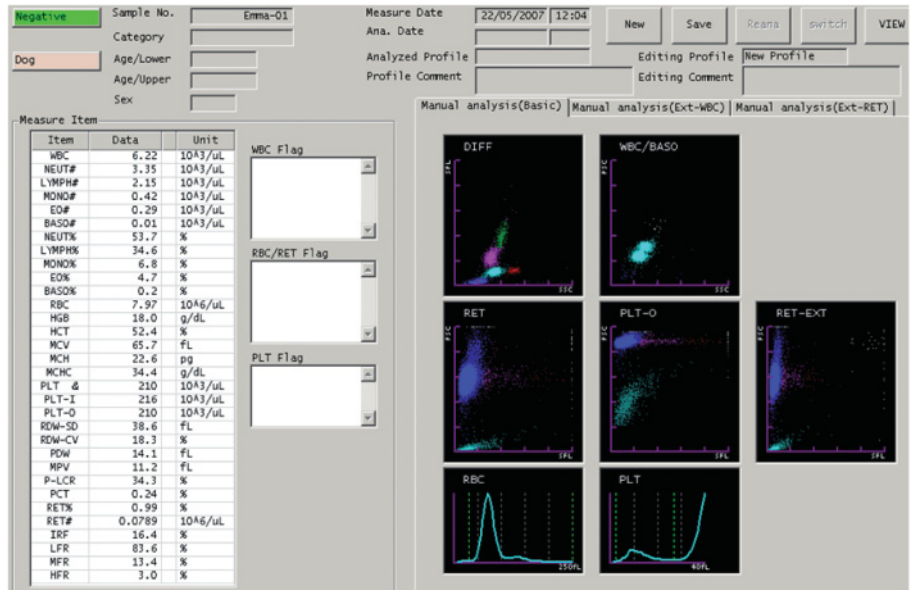 Negative Sample No. Emma-01 Measure Date 22/05/2007 12:04 New Save Reana switch VIEW
Category Ana. Date
Dog Age/Lower Analyzed Profile Editing Profile New Profile
Age/Upper Profile Comment Editing Comment
Sex
Manual analysis(Basic) Manual analysis(Ext-WBC) Manual analysis(Ext-RET)
Measure Item
Item Data Unit
WBC 6.22 10^3/uL
NEUT# 3.35 10^3/uL
LYMPH# 2.15 10^3/uL
MONO# 0.42 10^3/uL
EO# 0.29 10^3/uL
BASO# 0.01 10^3/uL
NEUT% 53.7 %
LYMPH% 34.6 %
MONO% 6.8 %
EO% 4.7 %
BASO% 0.2 %
RBC 7.97 10^6/uL
HGB 18.0 g/dL
HCT 52.4 %
MCV 65.7 fL
MCH 22.6 pg
MCHC 34.4 g/dL
PLT & 210 10^3/uL
PLT-I 216 10^3/uL
PLT-O 210 10^3/uL
RDW-SD 38.6 fL
RDW-CV 18.3 %
PDW 14.1 fL
MPV 11.2 fL
P-LCR 34.3 %
PCT 0.24 %
RET% 0.99 %
RET# 0.0789 10^6/uL
IRF 16.4 %
LFR 83.6 %
MFR 13.4 %
HFR 3.0 %
WBC Flag
RBC/RET Flag
PLT Flag
DIFF
SFL
SSC
WBC/BASO
FSC
SSC
RET
FSC
SFL
PLT-O
FSC
SFL
RET-EXT
FSC
SFL
RBC
250fL
PLT
40fL